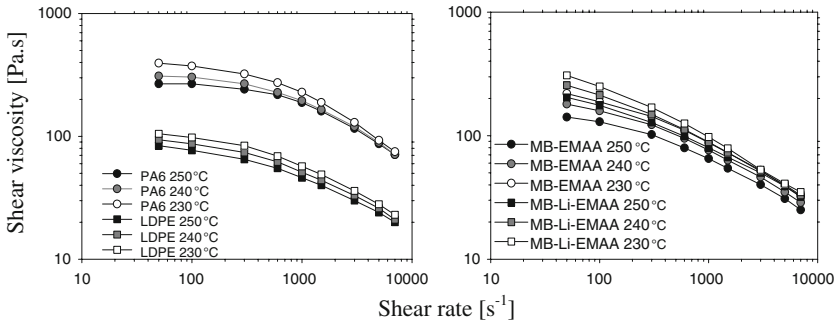 1000
100
10
10 100 1000 10000
PA6 250°C
PA6 240°C
PA6 230°C
LDPE 250°C
LDPE 240°C
LDPE 230°C
Shear viscosity [Pa.s]
1000
100
10
10 100 1000 10000
MB-EMAA 250°C
MB-EMAA 240°C
MB-EMAA 230°C
MB-Li-EMAA 250°C
MB-Li-EMAA 240°C
MB-Li-EMAA 230°C
Shear rate [s⁻¹]